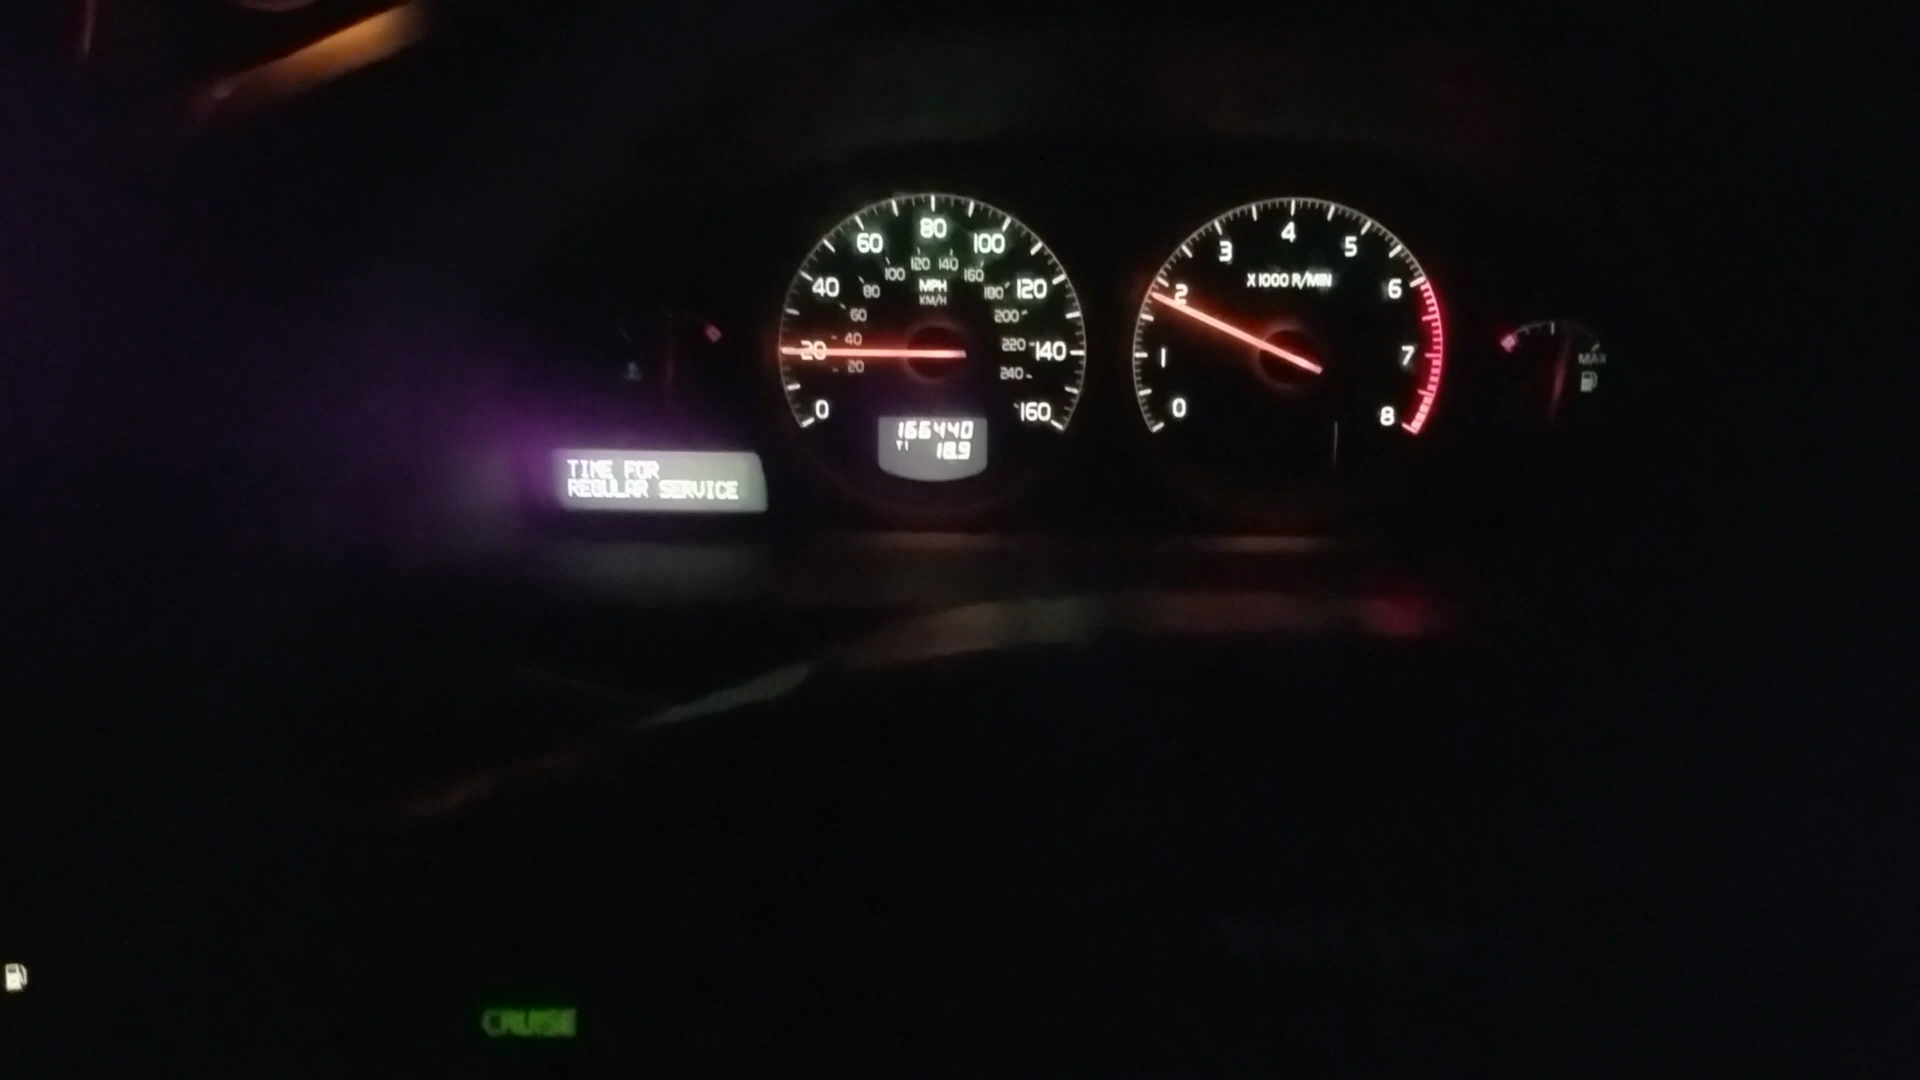 60 80 100
40 120
20 140
0 160
80 100 120 140 160 180
60 200
40 220
20 240
MPH
KM/H
166440
T1 18.9
TIME FOR
REGULAR SERVICE
3 4 5
2 6
1 7
0 8
X1000 R/MIN
MAX
CRUISE